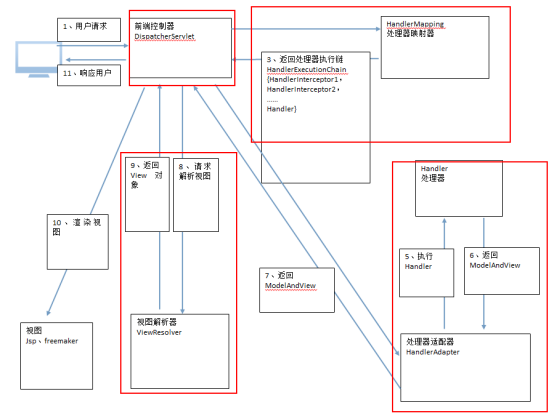 1、用户请求
前端控制器
DispatcherServlet
HandlerMapping
处理器映射器
11、响应用户
3、返回处理器执行链
HandlerExecutionChain
{HandlerInterceptor1，
HandlerInterceptor2，
……
Handler}
9、返回
View 对
象
8、请求
解析视图
Handler
处理器
10、渲染视
图
5、执行
Handler
6、返回
ModelAndView
7、返回
ModelAndView
视图
Jsp、freemaker
视图解析器
ViewResolver
处理器适配器
HandlerAdapter